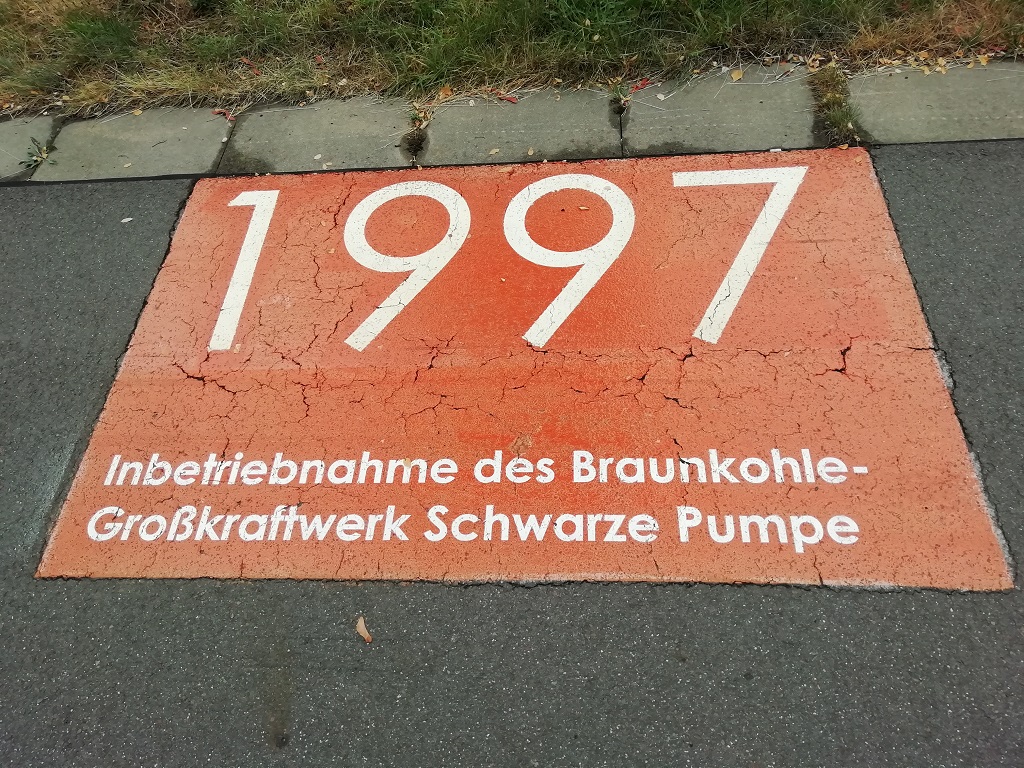 1997
Inbetriebnahme des Braunkohle-
Großkraftwerk Schwarze Pumpe